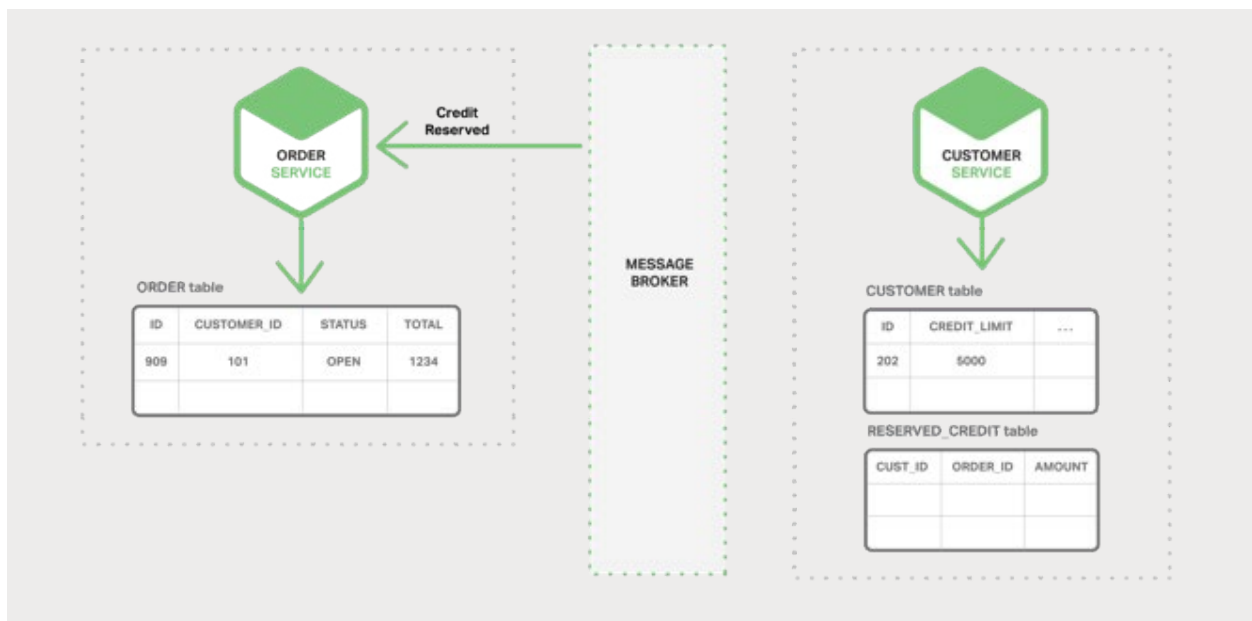 Credit
Reserved
ORDER
SERVICE
ORDER table
ID CUSTOMER_ID STATUS TOTAL
909 101 OPEN 1234
MESSAGE
BROKER
CUSTOMER
SERVICE
CUSTOMER table
ID CREDIT_LIMIT ...
202 5000
RESERVED_CREDIT table
CUST_ID ORDER_ID AMOUNT